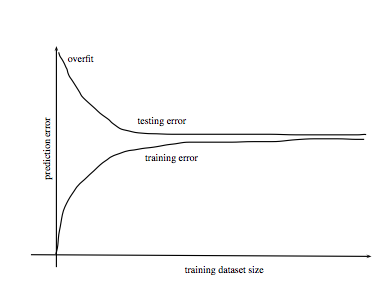 overfit
testing error
training error
prediction error
training dataset size